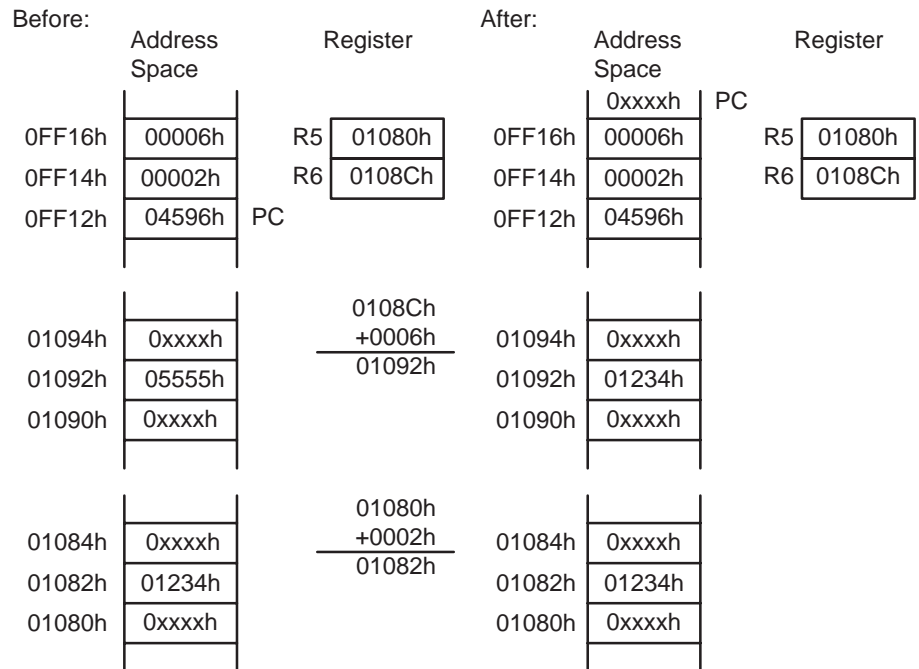 Before:
Address Space
Register
After:
Address Space
Register
0xxxxh PC
0FF16h 00006h R5 01080h 0FF16h 00006h R5 01080h
0FF14h 00002h R6 0108Ch 0FF14h 00002h R6 0108Ch
0FF12h 04596h PC 0FF12h 04596h
0108Ch
01094h 0xxxxh +0006h 01094h 0xxxxh
01092h 05555h 01092h 01092h 01234h
01090h 0xxxxh 01090h 0xxxxh
01080h
01084h 0xxxxh +0002h 01084h 0xxxxh
01082h 01234h 01082h 01082h 01234h
01080h 0xxxxh 01080h 0xxxxh